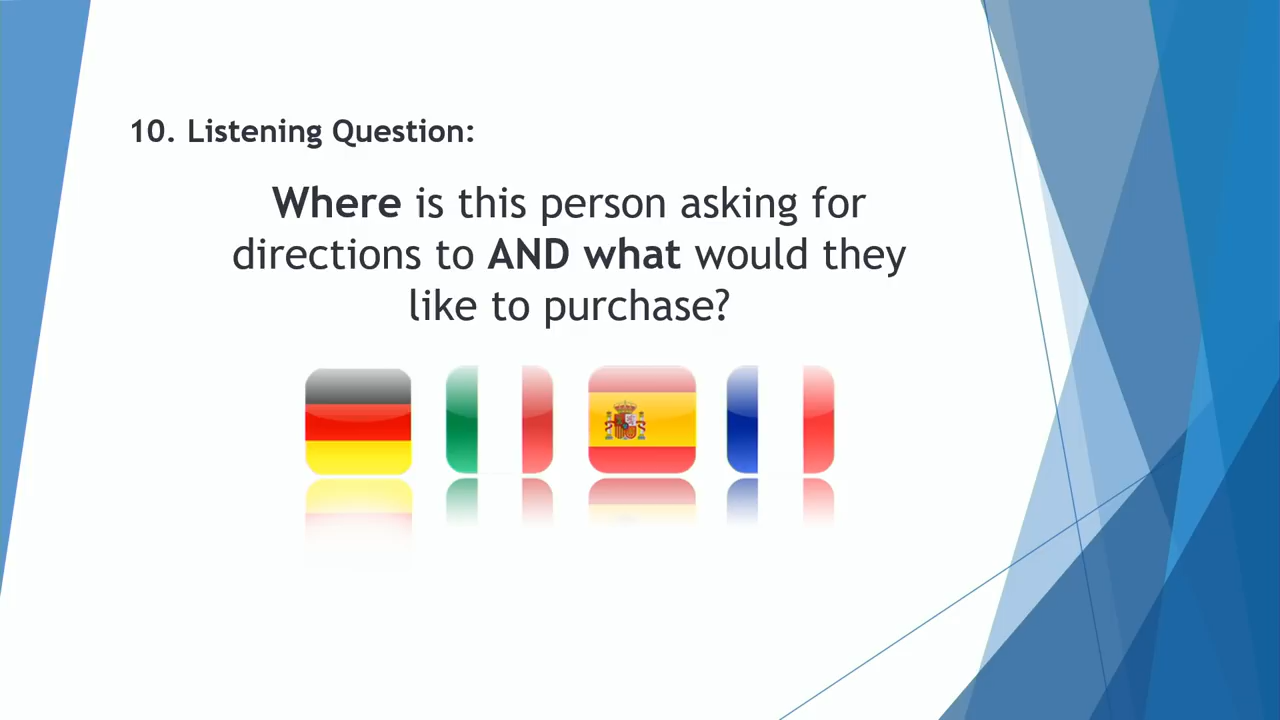 10. Listening Question:
Where is this person asking for
directions to AND what would they
like to purchase?